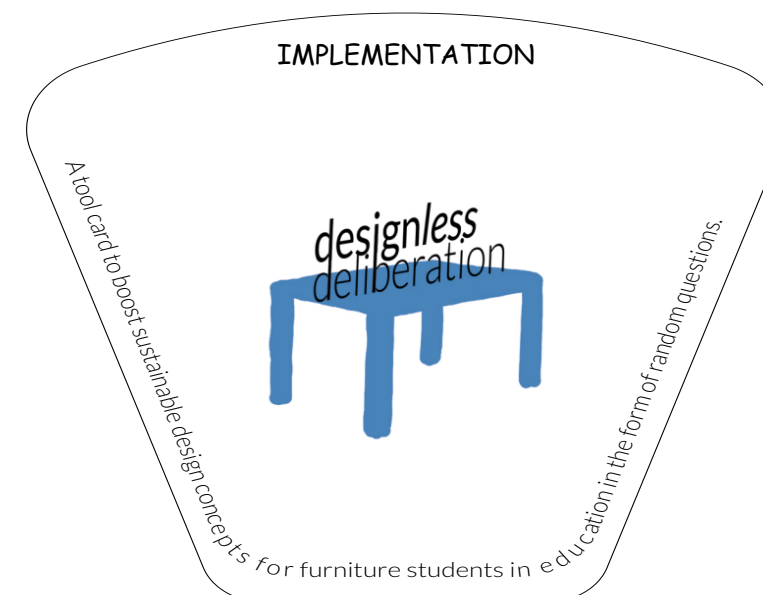 IMPLEMENTATION
designless
deliberation
A tool card to boost sustainable design concepts for furniture students in education in the form of random questions.